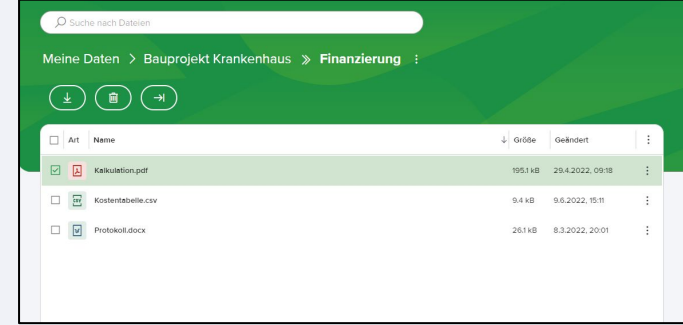 Suche nach Dateien
Meine Daten > Bauprojekt Krankenhaus » Finanzierung ⋮
Art Name ↓ Größe Geändert ⋮
Kalkulation.pdf 195.1 kB 29.4.2022, 09:18 ⋮
CSV Kostentabelle.csv 9.4 kB 9.6.2022, 15:11 ⋮
Protokoll.docx 26.1 kB 8.3.2022, 20:01 ⋮